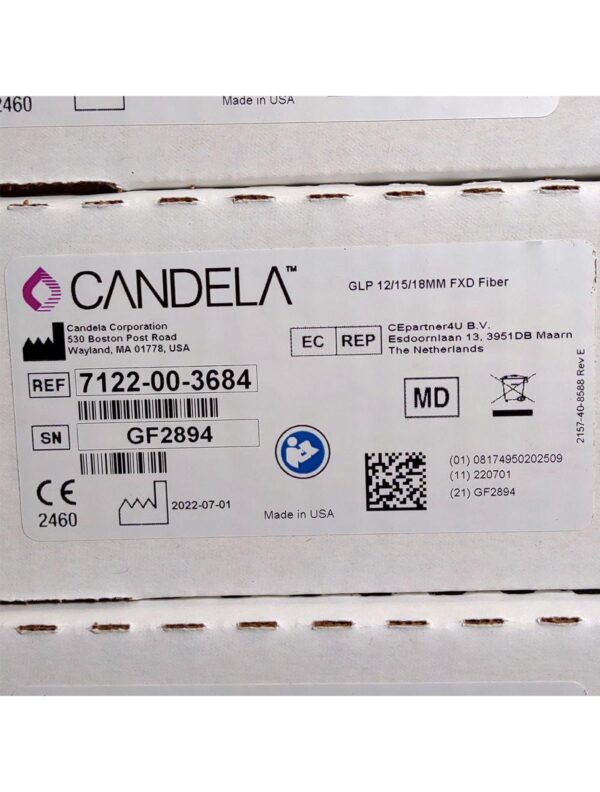 2460
Made in USA
CANDELA™
GLP 12/15/18MM FXD Fiber
Candela Corporation
530 Boston Post Road
Wayland, MA 01778, USA
EC REP
CEpartner4U B.V.
Esdoornlaan 13, 3951DB Maarn
The Netherlands
REF 7122-00-3684
MD
2157-40-8588 Rev E
SN GF2894
(01) 08174950202509
(11) 220701
(21) GF2894
CE
2460
2022-07-01
Made in USA